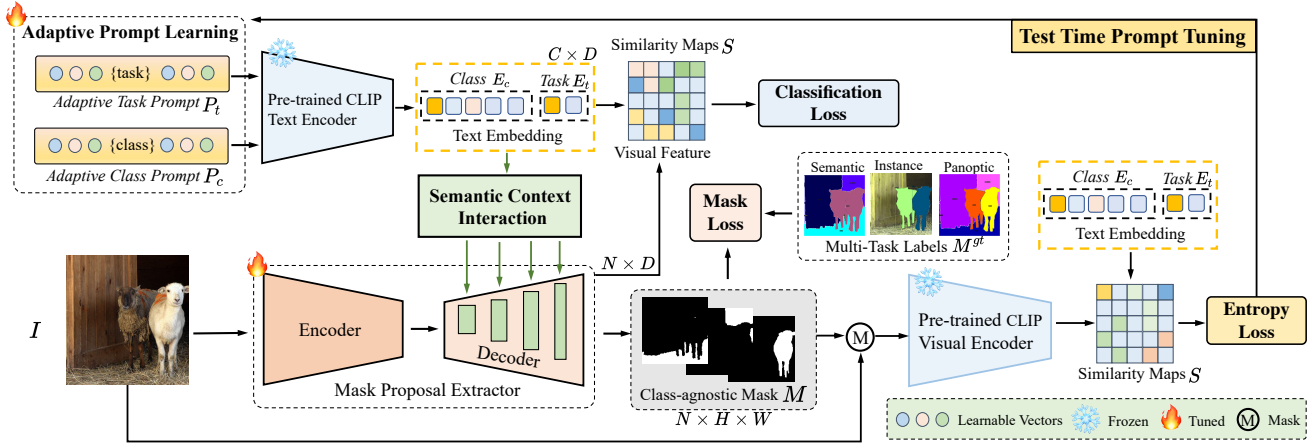 Adaptive Prompt Learning
{task}
Adaptive Task Prompt P_t
{class}
Adaptive Class Prompt P_c
Pre-trained CLIP
Text Encoder
C × D
Class E_c
Task E_t
Text Embedding
Similarity Maps S
Visual Feature
Classification
Loss
Test Time Prompt Tuning
Semantic Context
Interaction
Mask
Loss
Semantic
Instance
Panoptic
Multi-Task Labels M^{gt}
Class E_c
Task E_t
Text Embedding
N × D
I
Encoder
Decoder
Mask Proposal Extractor
Class-agnostic Mask M
N × H × W
M
Pre-trained CLIP
Visual Encoder
Similarity Maps S
Entropy
Loss
Learnable Vectors
Frozen
Tuned
M
Mask